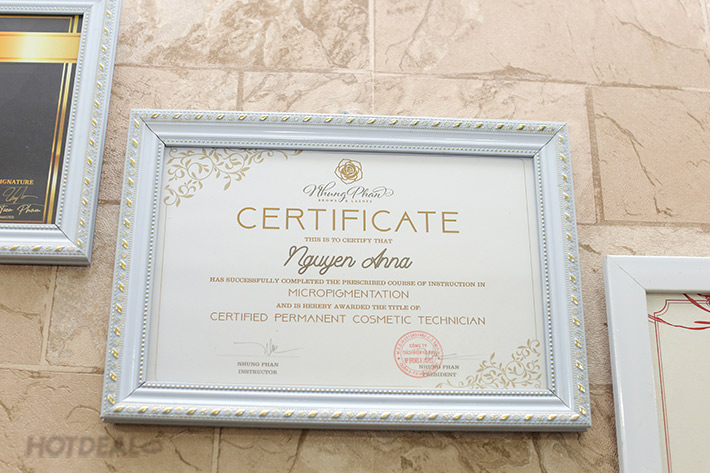 SIGNATURE
Nhung Phan
BROWS & LASHES
CERTIFICATE
THIS IS TO CERTIFY THAT
Nguyen Anna
HAS SUCCESSFULLY COMPLETED THE PRESCRIBED COURSE OF INSTRUCTION IN
MICROPIGMENTATION
AND IS HEREBY AWARDED THE TITLE OF:
CERTIFIED PERMANENT COSMETIC TECHNICIAN
NHUNG PHAN
INSTRUCTOR
CÔNG TY
NHUNG PHAN
PRESIDENT
HOTDEAL